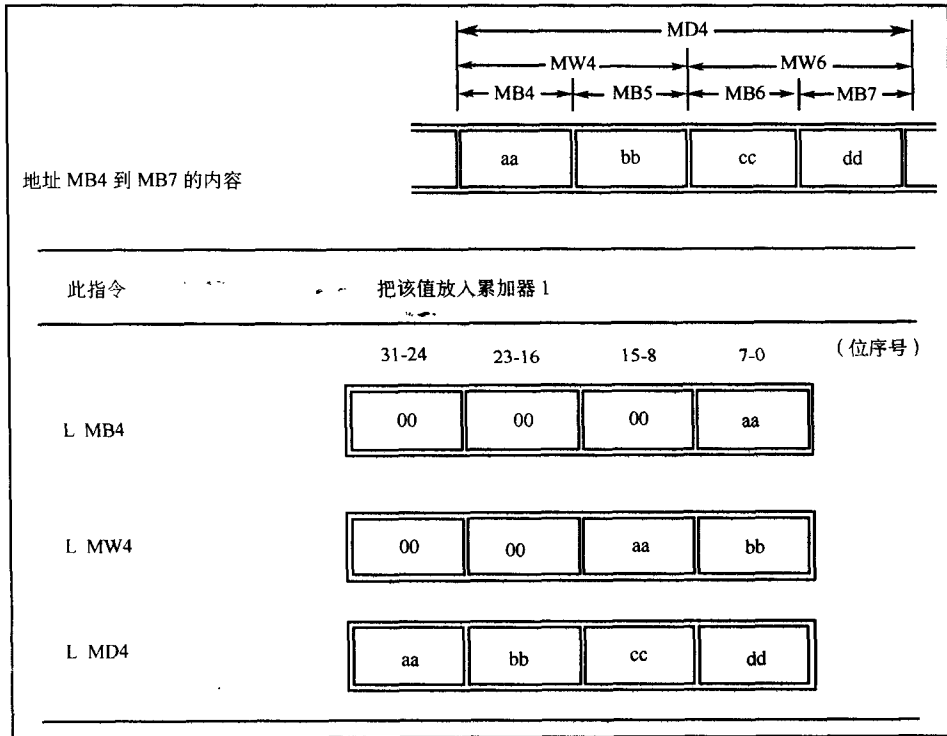 MD4
MW4 MW6
MB4 MB5 MB6 MB7
aa bb cc dd
地址 MB4 到 MB7 的内容
此指令 把该值放入累加器 1
31-24 23-16 15-8 7-0 (位序号)
L MB4 00 00 00 aa
L MW4 00 00 aa bb
L MD4 aa bb cc dd